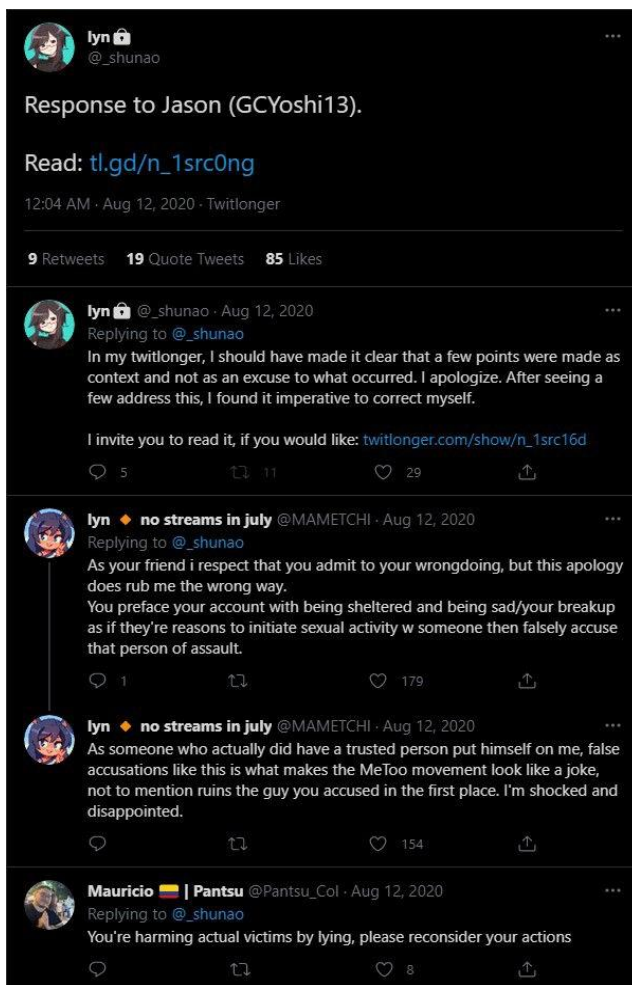 lyn
@_shunao
Response to Jason (GCYoshi13).
Read: tl.gd/n_1src0ng
12:04 AM · Aug 12, 2020 · Twitlonger
9 Retweets 19 Quote Tweets 85 Likes
lyn @_shunao · Aug 12, 2020
Replying to @_shunao
In my twitlonger, I should have made it clear that a few points were made as
context and not as an excuse to what occurred. I apologize. After seeing a
few address this, I found it imperative to correct myself.
I invite you to read it, if you would like: twitlonger.com/show/n_1src16d
5 11 29
lyn 🔸 no streams in july @MAMETCHI · Aug 12, 2020
Replying to @_shunao
As your friend i respect that you admit to your wrongdoing, but this apology
does rub me the wrong way.
You preface your account with being sheltered and being sad/your breakup
as if they're reasons to initiate sexual activity w someone then falsely accuse
that person of assault.
1 179
lyn 🔸 no streams in july @MAMETCHI · Aug 12, 2020
As someone who actually did have a trusted person put himself on me, false
accusations like this is what makes the MeToo movement look like a joke,
not to mention ruins the guy you accused in the first place. I'm shocked and
disappointed.
154
Mauricio 🇨🇴 | Pantsu @Pantsu_Col · Aug 12, 2020
Replying to @_shunao
You're harming actual victims by lying, please reconsider your actions
8